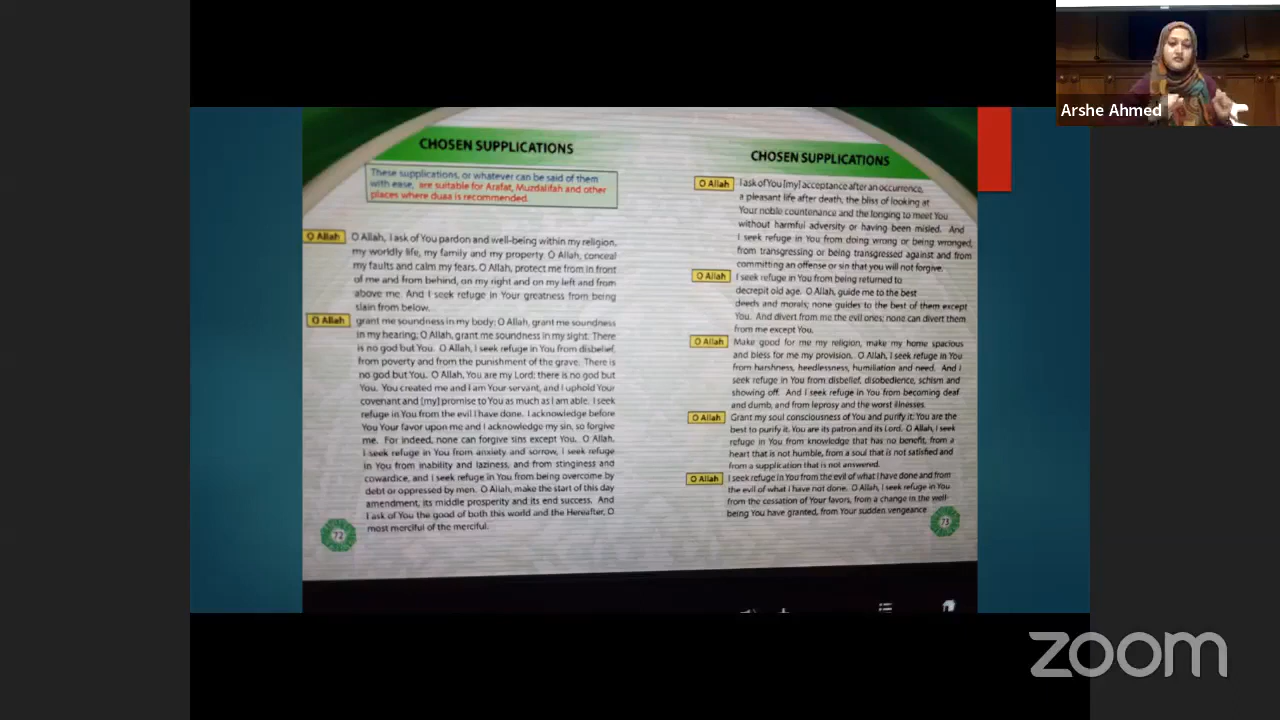 CHOSEN SUPPLICATIONS
These supplications, or whatever can be said of them
with ease, are suitable for Arafat, Muzdalifah and other
places where duaa is recommended.
O Allah O Allah, I ask of You pardon and well-being within my religion,
my worldly life, my family and my property. O Allah, conceal
my faults and calm my fears. O Allah, protect me from in front
of me and from behind, on my right and on my left and from
above me. And I seek refuge in Your greatness from being
slain from below.
O Allah grant me soundness in my body; O Allah, grant me soundness
in my hearing; O Allah, grant me soundness in my sight. There
is no god but You. O Allah, I seek refuge in You from disbelief,
from poverty and from the punishment of the grave. There is
no god but You. O Allah, You are my Lord; there is no god but
You. You created me and I am Your servant, and I uphold Your
covenant and [my] promise to You as much as I am able. I seek
refuge in You from the evil I have done. I acknowledge before
You Your favor upon me and I acknowledge my sin, so forgive
me. For indeed, none can forgive sins except You. O Allah,
I seek refuge in You from anxiety and sorrow, I seek refuge
in You from inability and laziness, and from stinginess and
cowardice, and I seek refuge in You from being overcome by
debt or oppressed by men. O Allah, make the start of this day
amendment, its middle prosperity and its end success. And
I ask of You the good of both this world and the Hereafter, O
most merciful of the merciful.
72
CHOSEN SUPPLICATIONS
O Allah I ask of You [my] acceptance after an occurrence,
a pleasant life after death, the bliss of looking at
Your noble countenance and the longing to meet You
without harmful adversity or having been misled. And
I seek refuge in You from doing wrong or being wronged,
from transgressing or being transgressed against and from
committing an offense or sin that you will not forgive.
O Allah I seek refuge in You from being returned to
decrepit old age. O Allah, guide me to the best
deeds and morals; none guides to the best of them except
You. And divert from me the evil ones; none can divert them
from me except You.
O Allah Make good for me my religion, make my home spacious
and bless for me my provision. O Allah, I seek refuge in You
from harshness, heedlessness, humiliation and need. And I
seek refuge in You from disbelief, disobedience, schism and
showing off. And I seek refuge in You from becoming deaf
and dumb, and from leprosy and the worst illnesses.
O Allah Grant my soul consciousness of You and purify it; You are the
best to purify it. You are its patron and its Lord. O Allah, I seek
refuge in You from knowledge that has no benefit, from a
heart that is not humble, from a soul that is not satisfied and
from a supplication that is not answered.
O Allah I seek refuge in You from the evil of what I have done and from
the evil of what I have not done. O Allah, I seek refuge in You
from the cessation of Your favors, from a change in the well-
being You have granted, from Your sudden vengeance
73
Arshe Ahmed
zoom